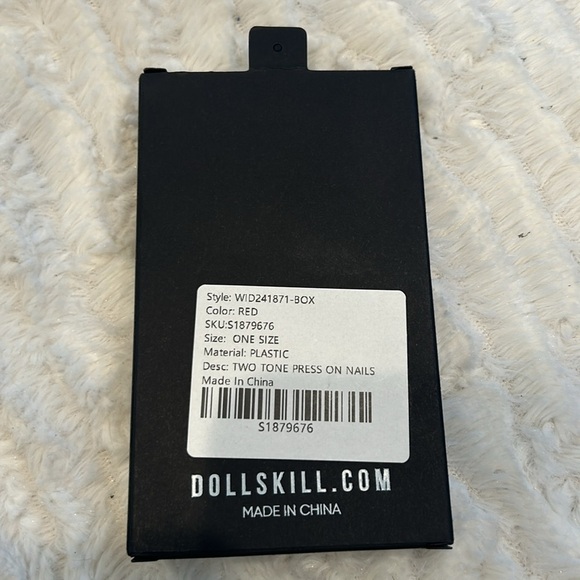 Style: WID241871-BOX
Color: RED
SKU:S1879676
Size: ONE SIZE
Material: PLASTIC
Desc: TWO TONE PRESS ON NAILS
Made In China
S1879676
DOLLSKILL.COM
MADE IN CHINA